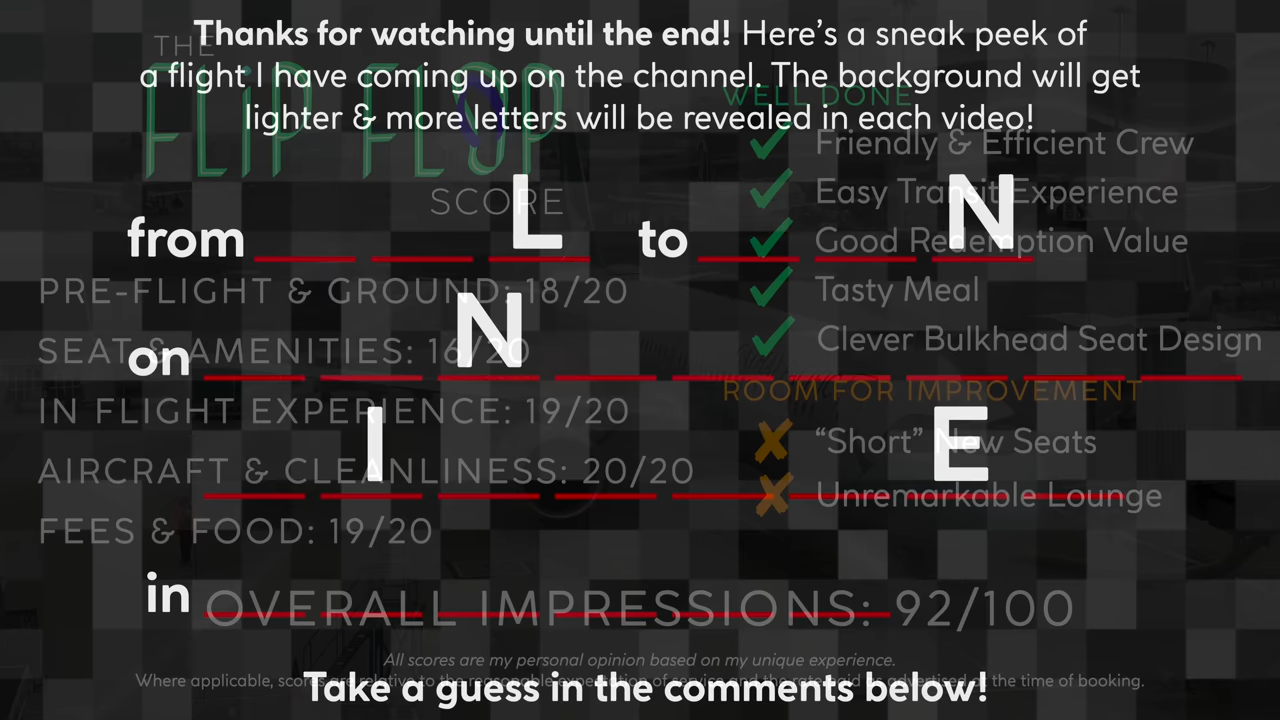 Thanks for watching until the end! Here’s a sneak peek of
a flight I have coming up on the channel. The background will get
lighter & more letters will be revealed in each video!
THE
FLiP FLOP
SCORE
WELL DONE
Friendly & Efficient Crew
Easy Transit Experience
Good Redemption Value
Tasty Meal
Clever Bulkhead Seat Design
from L to N
PRE-FLIGHT & GROUND: 18/20
on N
SEAT & AMENITIES: 16/20
ROOM FOR IMPROVEMENT
IN FLIGHT EXPERIENCE: 19/20
I E
“Short” New Seats
AIRCRAFT & CLEANLINESS: 20/20
Unremarkable Lounge
FEES & FOOD: 19/20
in
OVERALL IMPRESSIONS: 92/100
All scores are my personal opinion based on my unique experience.
Where applicable, scores are relative to the reasonable expectation of service and the rate paid as advertised at the time of booking.
Take a guess in the comments below!